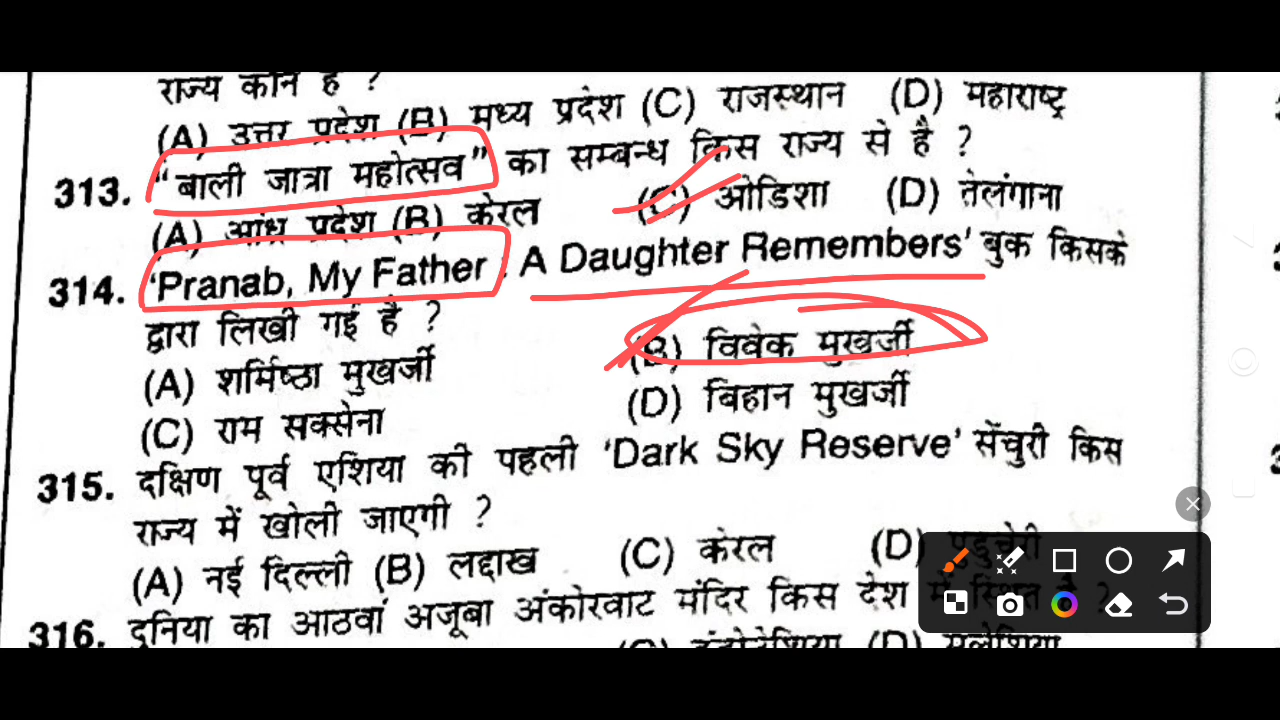 राज्य कौन है ?
(A) उत्तर प्रदेश (B) मध्य प्रदेश (C) राजस्थान (D) महाराष्ट्र
313. “बाली जात्रा महोत्सव” का सम्बन्ध किस राज्य से है ?
(A) आंध्र प्रदेश (B) केरल (C) ओडिशा (D) तेलंगाना
314. ‘Pranab, My Father : A Daughter Remembers’ बुक किसके
द्वारा लिखी गई है ?
(A) शर्मिष्ठा मुखर्जी (B) विवेक मुखर्जी
(C) राम सक्सेना (D) विहान मुखर्जी
315. दक्षिण पूर्व एशिया की पहली ‘Dark Sky Reserve’ सेंचुरी किस
राज्य में खोली जाएगी ?
(A) नई दिल्ली (B) लद्दाख (C) केरल (D) पुडुचेरी
316. दुनिया का आठवां अजूबा अंकोरवाट मंदिर किस देश में स्थित है ?
(C) इंडोनेशिया (D) मलेशिया